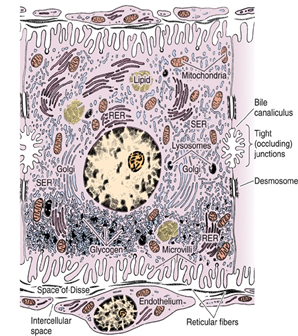 Lipid
Mitochondria
RER
SER
Bile
canaliculus
Lysosomes
Tight
(occluding)
junctions
Golgi
Golgi
SER
Desmosome
Glycogen
Microvilli
RER
Space of Disse
Endothelium
Intercellular
space
Reticular fibers